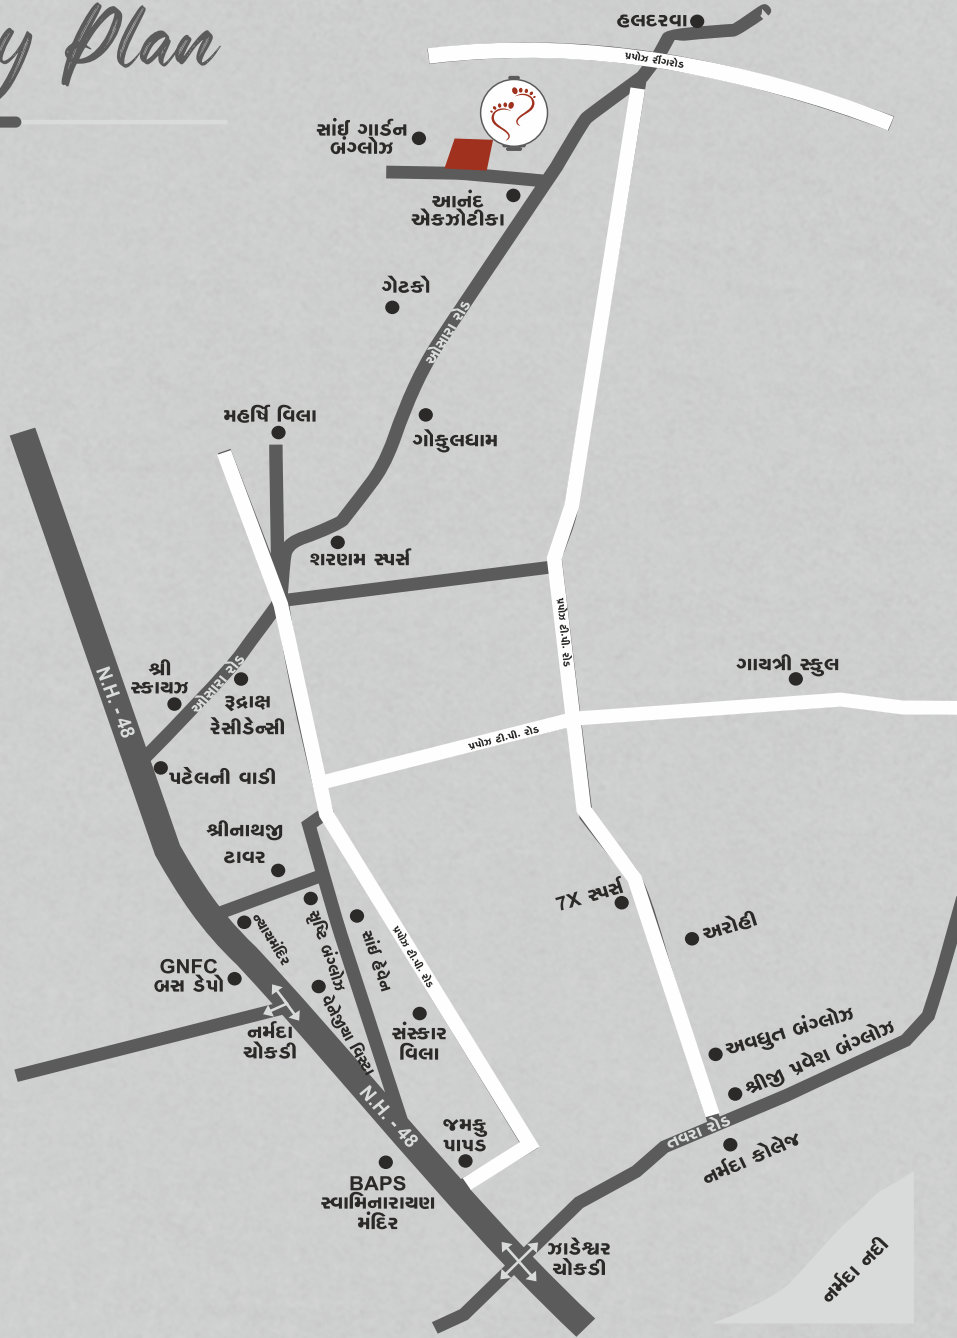 y Plan
હલદરવા
પ્રપોઝ રીંગરોડ
સાંઈ ગાર્ડન
બંગ્લોઝ
આનંદ
એકઝોટીકા
ગેટકો
ઓસારા રોડ
મહર્ષિ વિલા
ગોકુલધામ
શરણમ સ્પર્સ
પ્રપોઝ ટી.પી. રોડ
ગાયત્રી સ્કુલ
શ્રી
સ્કાયઝ
ઓસારા રોડ
રૂદ્રાક્ષ
રેસીડેન્સી
N.H. - 48
પ્રપોઝ ટી.પી. રોડ
પટેલની વાડી
શ્રીનાથજી
ટાવર
7X સ્પર્સ
અરોહી
ન્યાયમંદિર
સૃષ્ટિ બંગ્લોઝ
સાંઈ હેવેન
પ્રપોઝ ટી.પી. રોડ
GNFC
બસ ડેપો
વેનેજીયા વિસ્ટા
નર્મદા
ચોકડી
સંસ્કાર
વિલા
અવધુત બંગ્લોઝ
શ્રીજી પ્રવેશ બંગ્લોઝ
N.H. - 48
જમકુ
પાપડ
તવરા રોડ
નર્મદા કોલેજ
BAPS
સ્વામિનારાયણ
મંદિર
ઝાડેશ્વર
ચોકડી
નર્મદા નદી